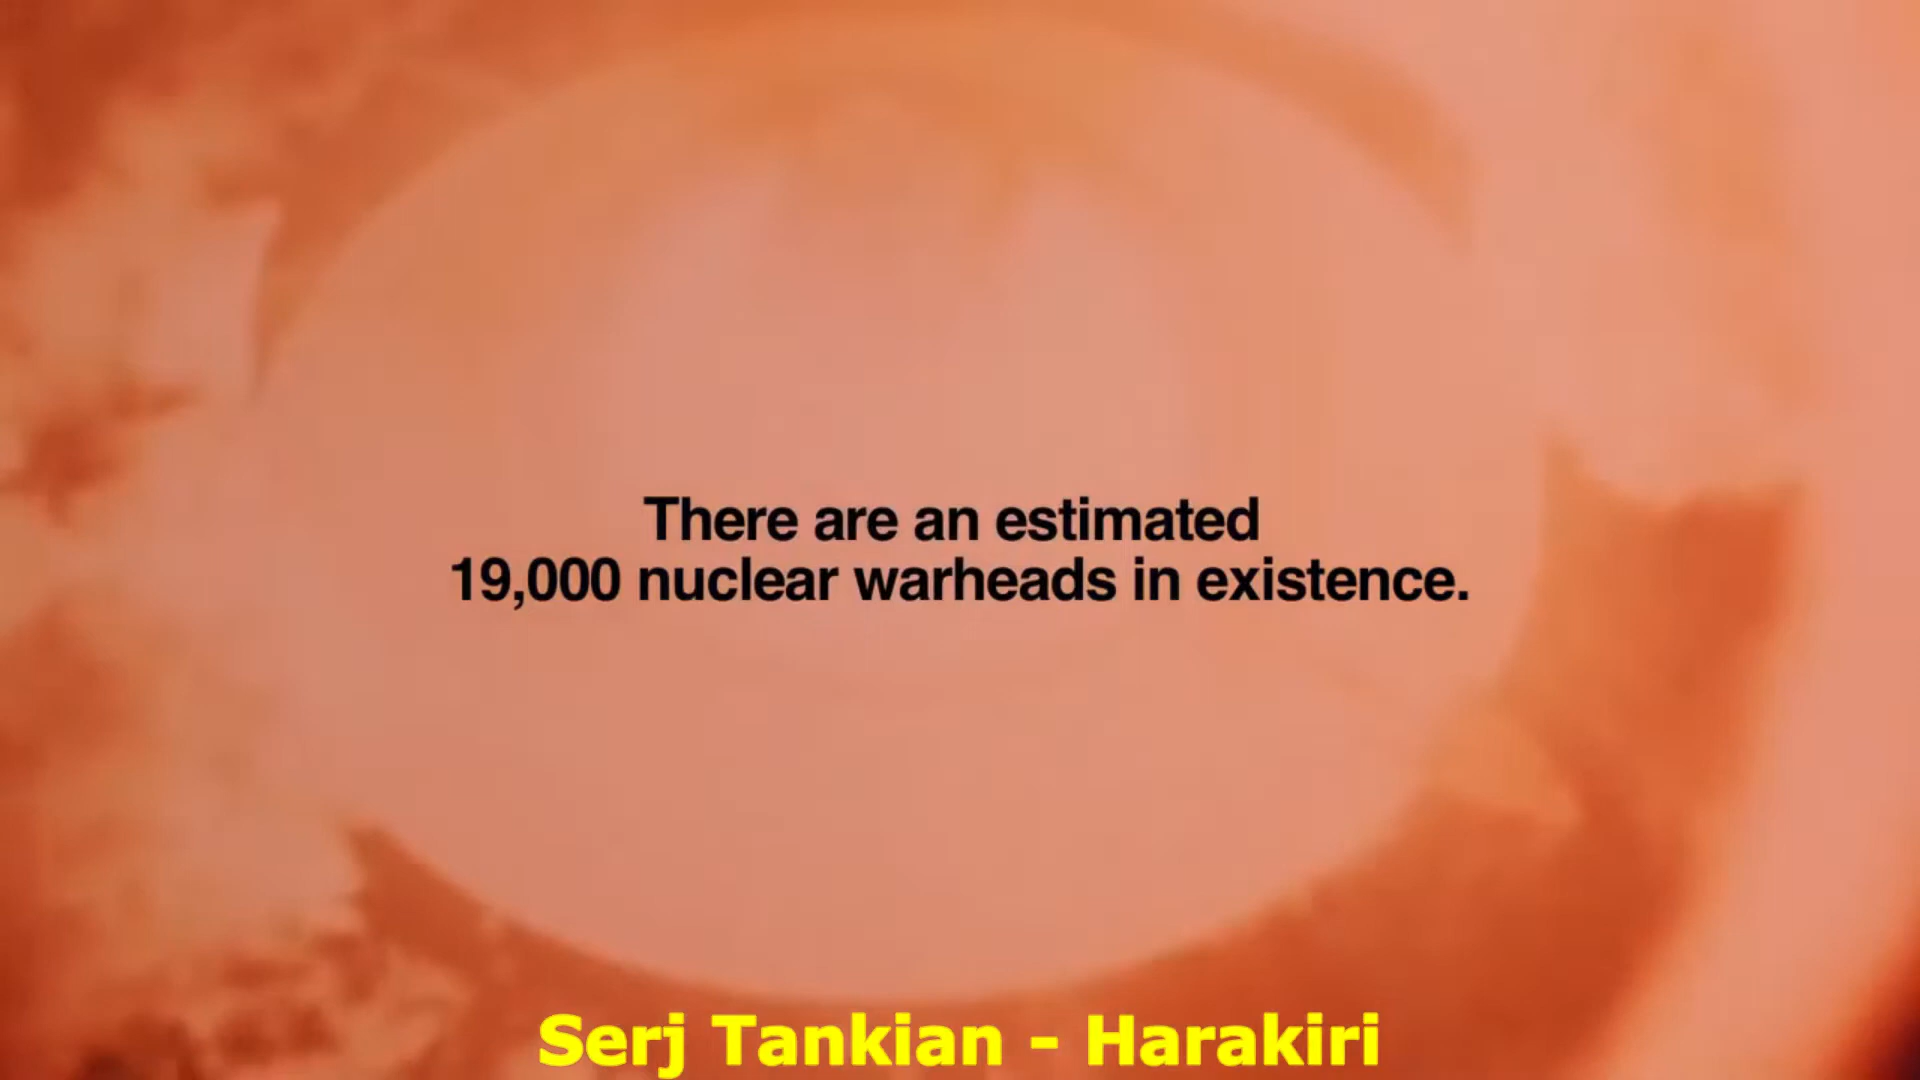 There are an estimated
19,000 nuclear warheads in existence.
Serj Tankian - Harakiri